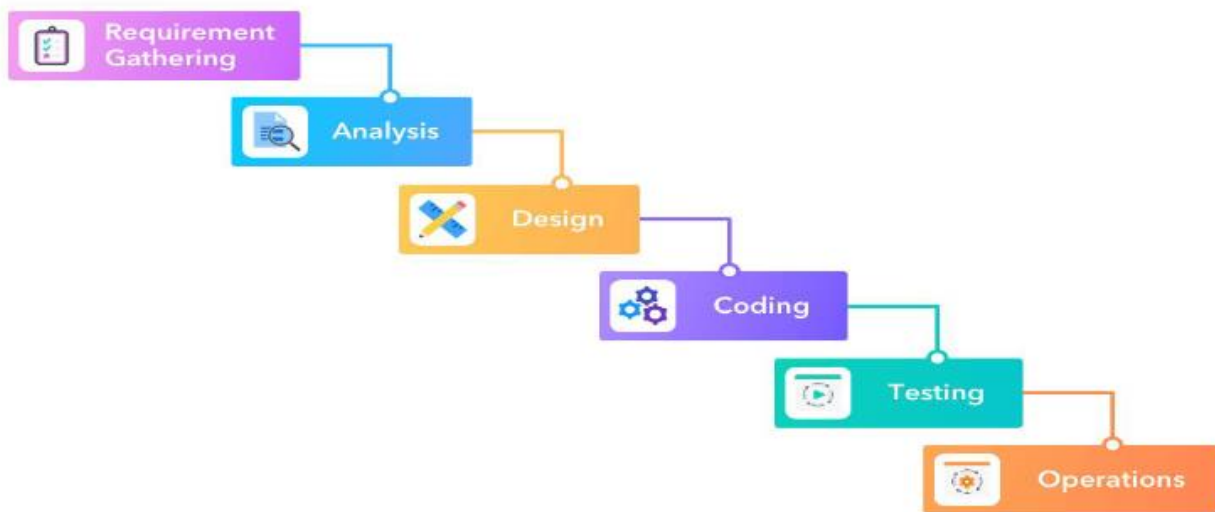 Requirement
Gathering
Analysis
Design
Coding
Testing
Operations